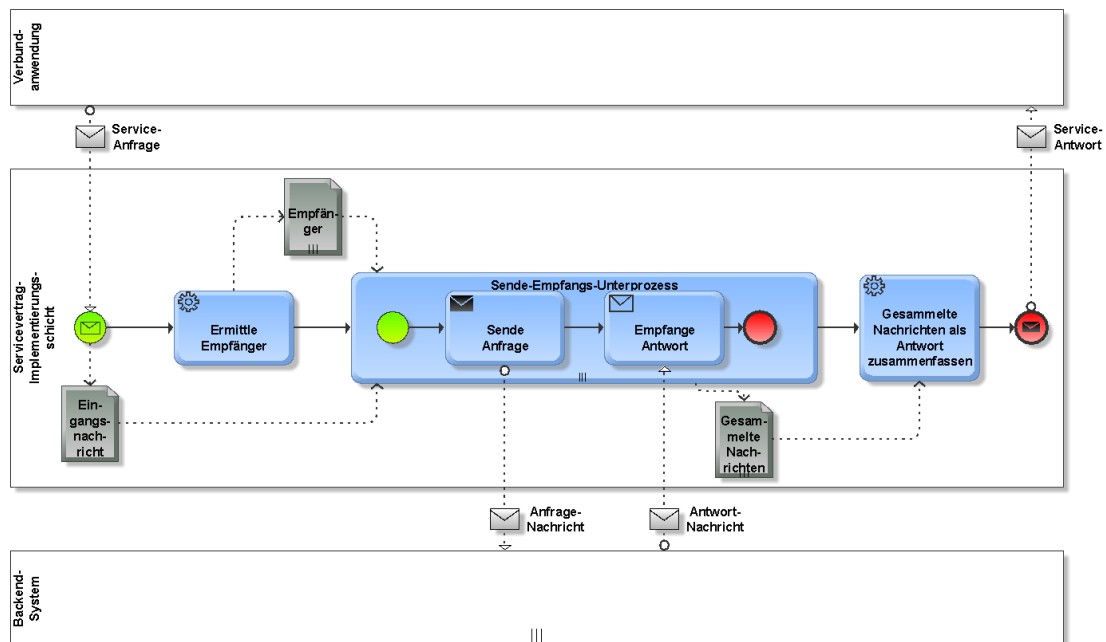 Verbund-
anwendung
Service-
Anfrage
Service-
Antwort
Servicevertrag-
Implementierungs-
schicht
Empfän-
ger
Sende-Empfangs-Unterprozess
Ermittle
Empfänger
Sende
Anfrage
Empfange
Antwort
Gesammelte
Nachrichten als
Antwort
zusammenfassen
Ein-
gangs-
nach-
richt
Gesam-
melte
Nach-
richten
Anfrage-
Nachricht
Antwort-
Nachricht
Backend-
System